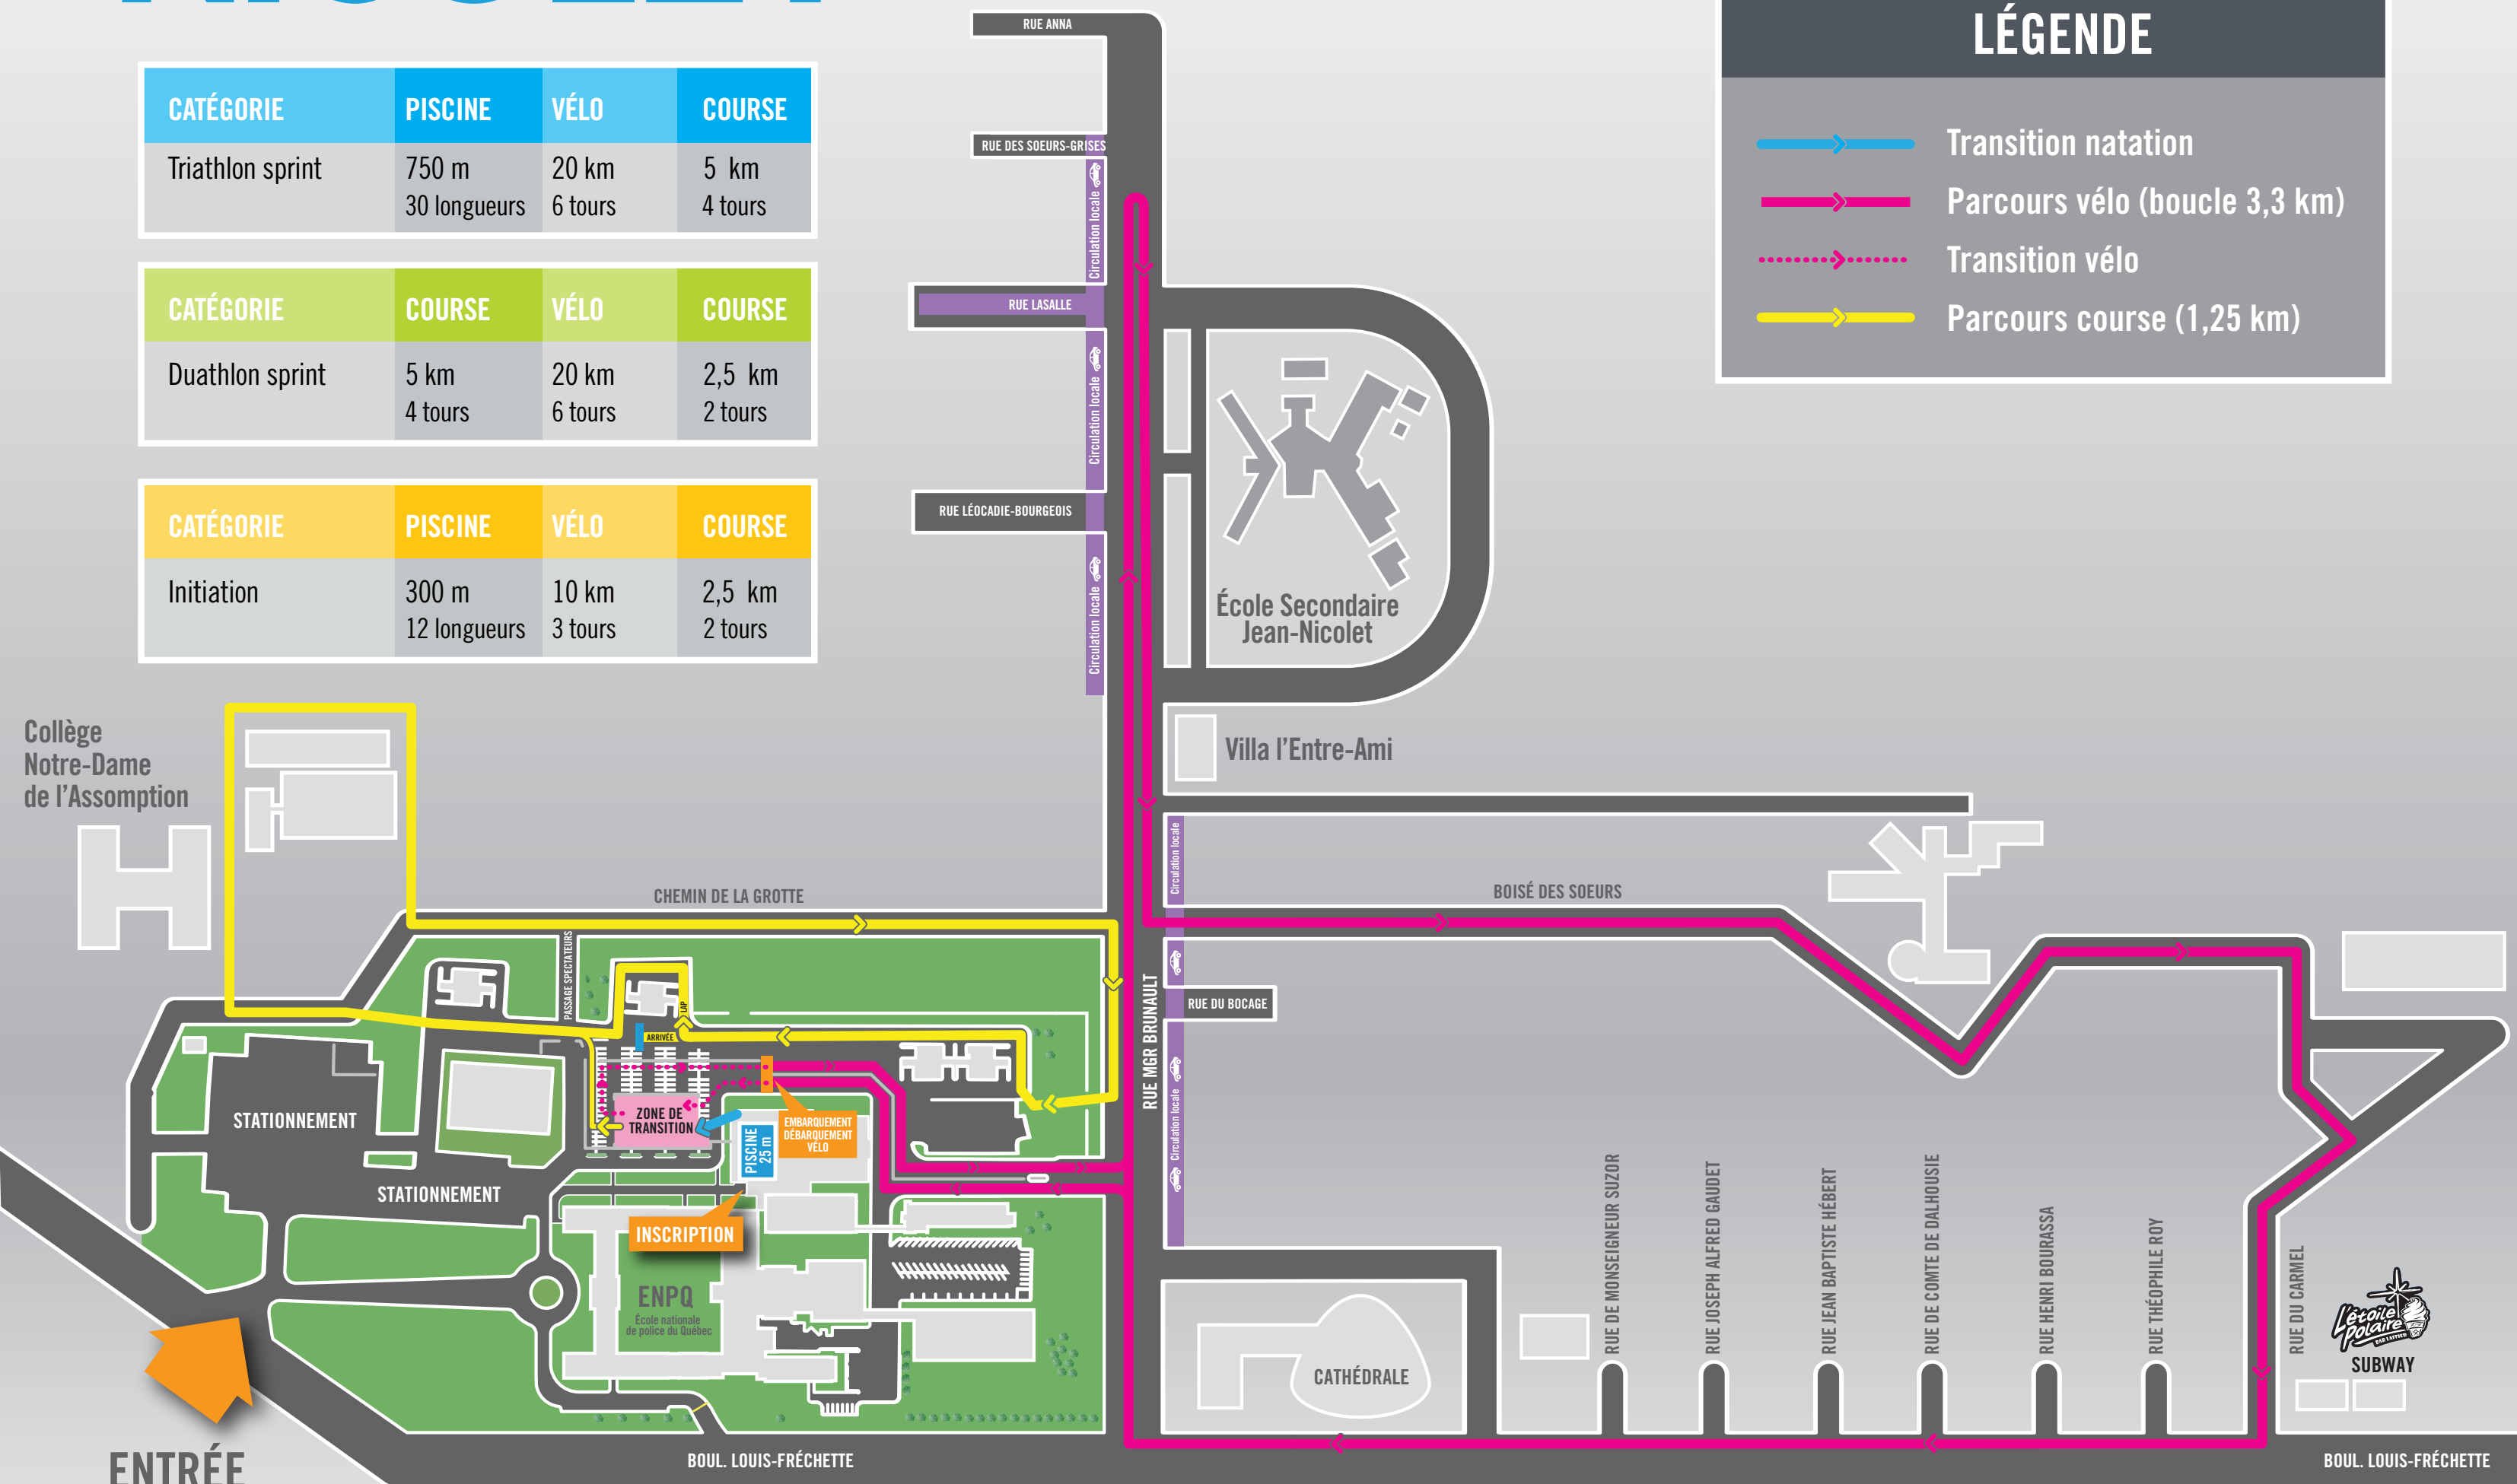 CATÉGORIE PISCINE VÉLO COURSE
Triathlon sprint 750 m 20 km 5 km
30 longueurs 6 tours 4 tours
CATÉGORIE COURSE VÉLO COURSE
Duathlon sprint 5 km 20 km 2,5 km
4 tours 6 tours 2 tours
CATÉGORIE PISCINE VÉLO COURSE
Initiation 300 m 10 km 2,5 km
12 longueurs 3 tours 2 tours
LÉGENDE
Transition natation
Parcours vélo (boucle 3,3 km)
Transition vélo
Parcours course (1,25 km)
RUE ANNA
RUE DES SOEURS-GRISES
Circulation locale
RUE LASALLE
Circulation locale
RUE LÉOCADIE-BOURGEOIS
Circulation locale
École Secondaire
Jean-Nicolet
Villa l'Entre-Ami
Collège
Notre-Dame
de l'Assomption
CHEMIN DE LA GROTTE
Circulation locale
BOISÉ DES SOEURS
PASSAGE SPECTATEURS
LAP
ARRIVÉE
RUE MGR BRUNAULT
RUE DU BOCAGE
Circulation locale
STATIONNEMENT
ZONE DE
TRANSITION
PISCINE
25 m
EMBARQUEMENT
DÉBARQUEMENT
VÉLO
STATIONNEMENT
INSCRIPTION
ENPQ
École nationale
de police du Québec
CATHÉDRALE
RUE DE MONSEIGNEUR SUZOR
RUE JOSEPH ALFRED GAUDET
RUE JEAN BAPTISTE HÉBERT
RUE DE COMTE DE DALHOUSIE
RUE HENRI BOURASSA
RUE THÉOPHILE ROY
RUE DU CARMEL
L'étoile
polaire
BAR LAITIER
SUBWAY
ENTRÉE
BOUL. LOUIS-FRÉCHETTE
BOUL. LOUIS-FRÉCHETTE